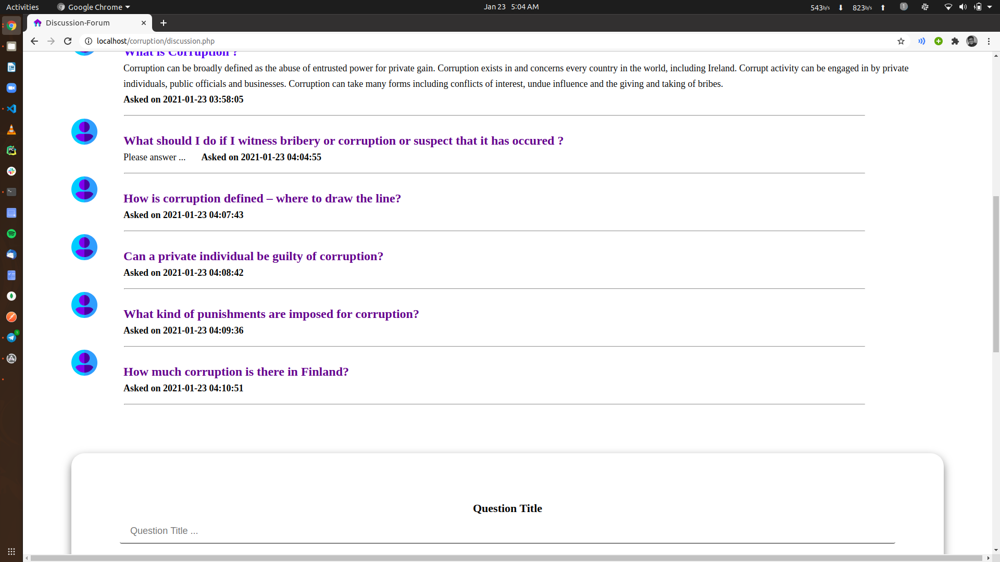 Activities
Google Chrome
Jan 23 5:04 AM
543b/s
823b/s
1
Discussion-Forum
localhost/corruption/discussion.php
What is Corruption ?
Corruption can be broadly defined as the abuse of entrusted power for private gain. Corruption exists in and concerns every country in the world, including Ireland. Corrupt activity can be engaged in by private
individuals, public officials and businesses. Corruption can take many forms including conflicts of interest, undue influence and the giving and taking of bribes.
Asked on 2021-01-23 03:58:05
What should I do if I witness bribery or corruption or suspect that it has occured ?
Please answer ... Asked on 2021-01-23 04:04:55
How is corruption defined – where to draw the line?
Asked on 2021-01-23 04:07:43
Can a private individual be guilty of corruption?
Asked on 2021-01-23 04:08:42
What kind of punishments are imposed for corruption?
Asked on 2021-01-23 04:09:36
How much corruption is there in Finland?
Asked on 2021-01-23 04:10:51
Question Title
Question Title ...